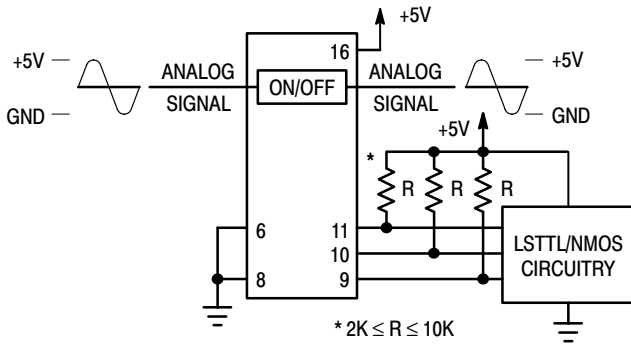 +5V
16
+5V
ANALOG
SIGNAL
ON/OFF
ANALOG
SIGNAL
+5V
GND
GND
+5V
*
R
R
R
6
11
LSTTL/NMOS
CIRCUITRY
10
8
9
* 2K ≤ R ≤ 10K